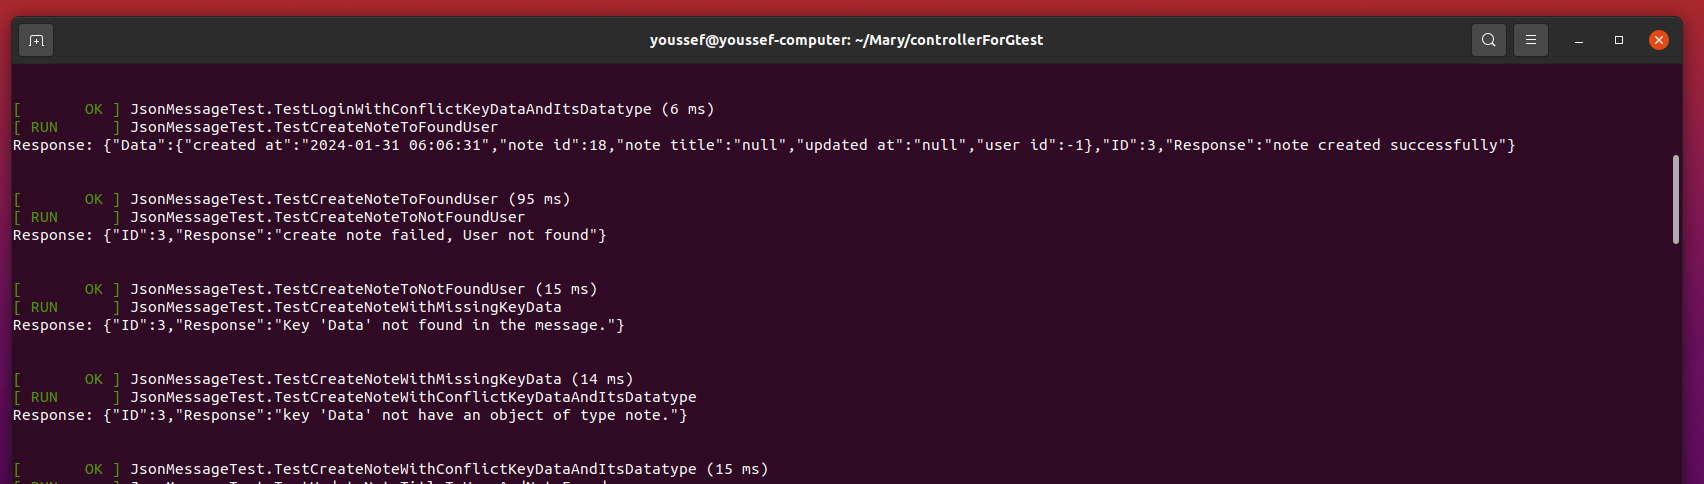 youssef@youssef-computer: ~/Mary/controllerForGtest
[       OK ] JsonMessageTest.TestLoginWithConflictKeyDataAndItsDatatype (6 ms)
[ RUN      ] JsonMessageTest.TestCreateNoteToFoundUser
Response: {"Data":{"created at":"2024-01-31 06:06:31","note id":18,"note title":"null","updated at":"null","user id":-1},"ID":3,"Response":"note created successfully"}
[       OK ] JsonMessageTest.TestCreateNoteToFoundUser (95 ms)
[ RUN      ] JsonMessageTest.TestCreateNoteToNotFoundUser
Response: {"ID":3,"Response":"create note failed, User not found"}
[       OK ] JsonMessageTest.TestCreateNoteToNotFoundUser (15 ms)
[ RUN      ] JsonMessageTest.TestCreateNoteWithMissingKeyData
Response: {"ID":3,"Response":"Key 'Data' not found in the message."}
[       OK ] JsonMessageTest.TestCreateNoteWithMissingKeyData (14 ms)
[ RUN      ] JsonMessageTest.TestCreateNoteWithConflictKeyDataAndItsDatatype
Response: {"ID":3,"Response":"key 'Data' not have an object of type note."}
[       OK ] JsonMessageTest.TestCreateNoteWithConflictKeyDataAndItsDatatype (15 ms)